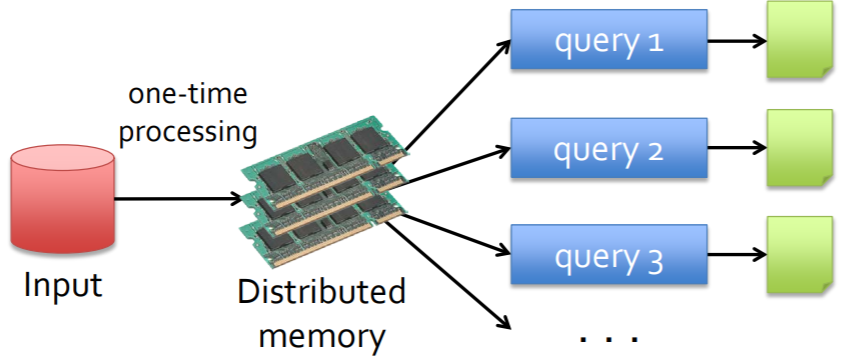 one-time
processing
Input
Distributed
memory
query 1
query 2
query 3
. . .